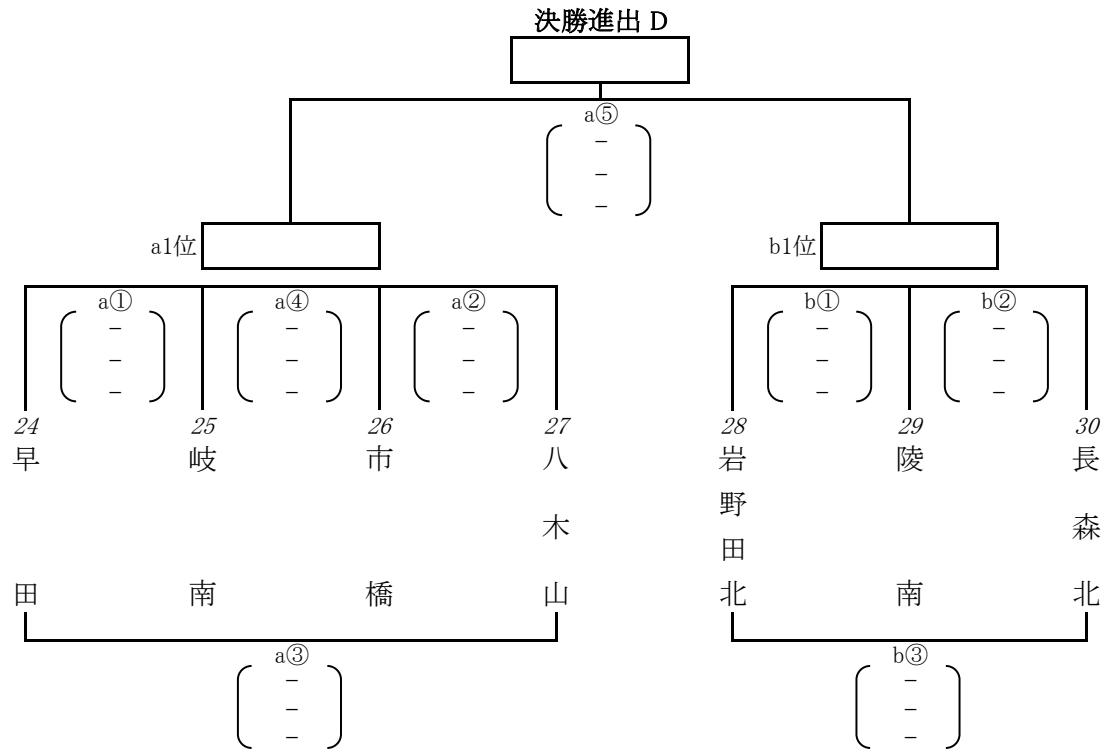 決勝進出 D
a⑤
－
－
－
a1位
b1位
a① a④ a② b① b②
－ － － － －
－ － － － －
－ － － － －
24 25 26 27 28 29 30
早田 岐南 市橋 八木山 岩野田北 陵南 長森北
a③ b③
－ －
－ －
－ －